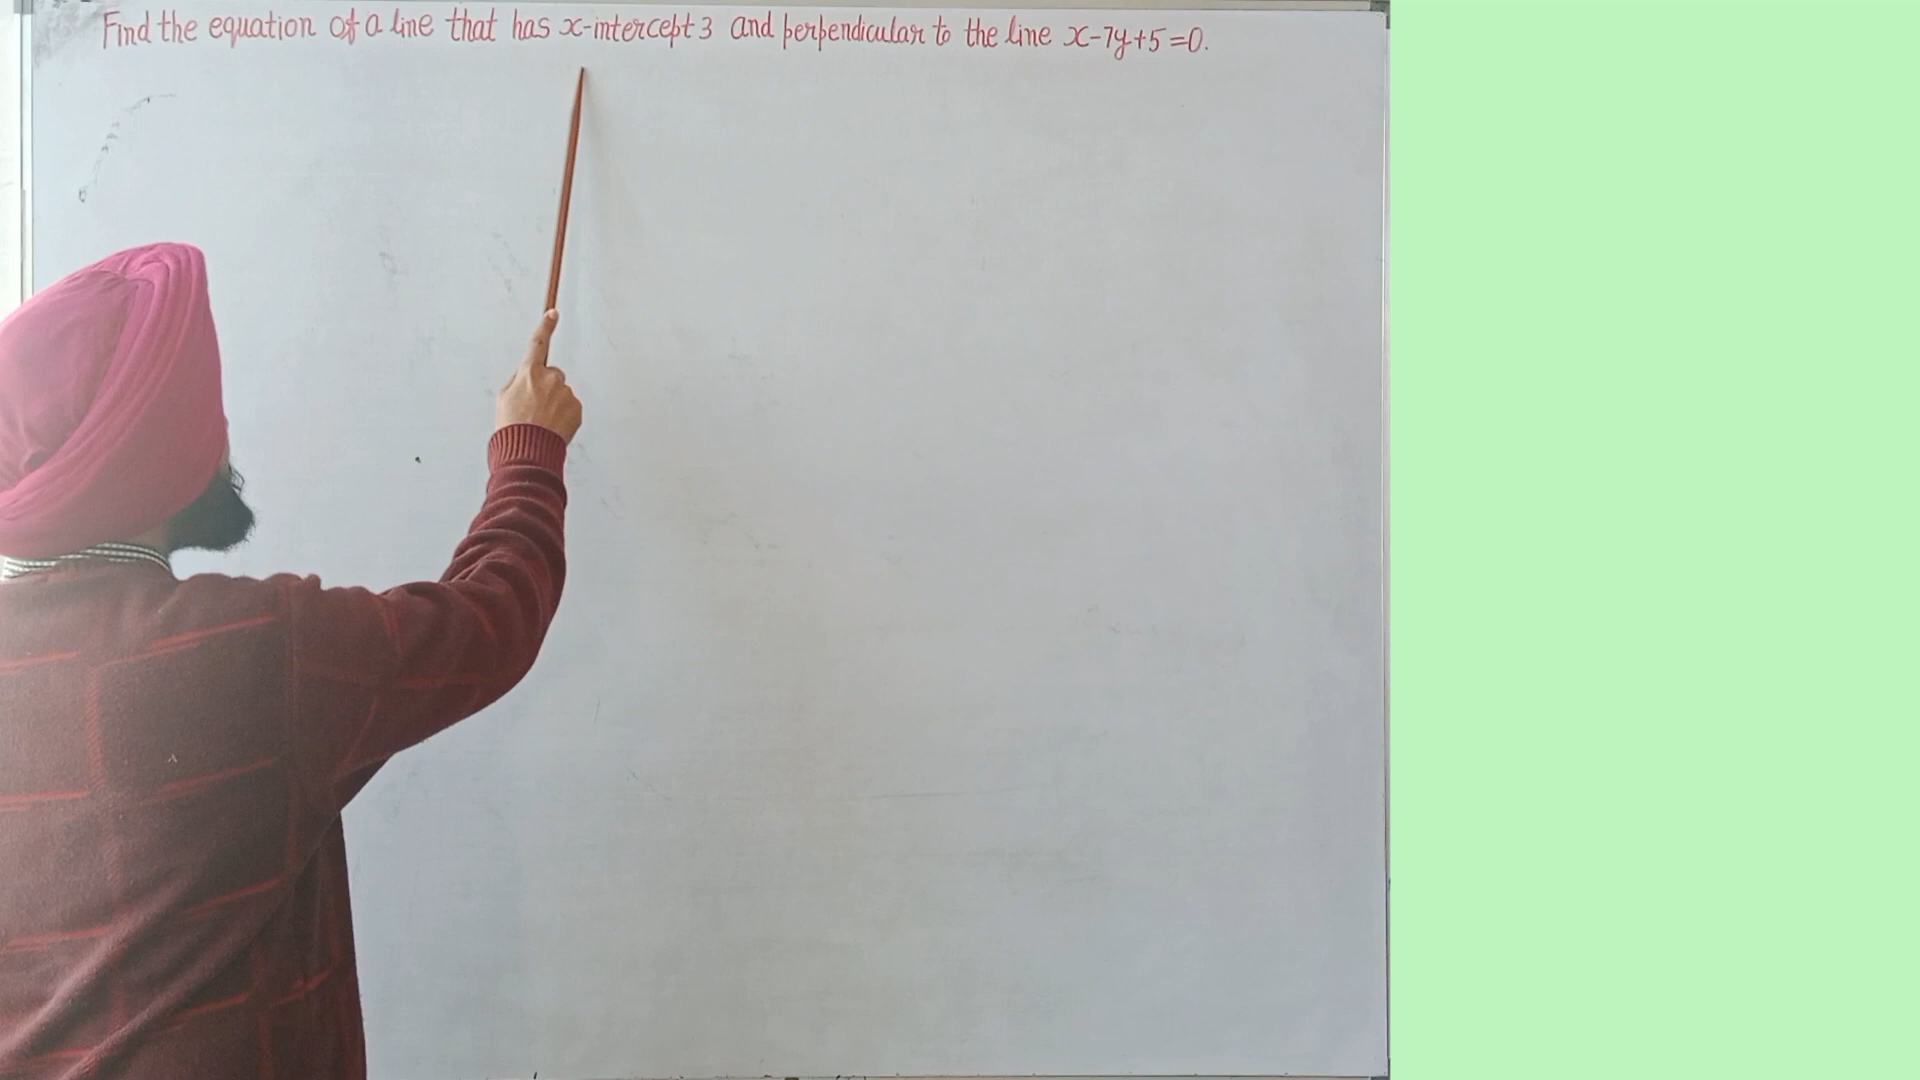 Find the equation of a line that has x-intercept 3 and perpendicular to the line x-7y+5=0.